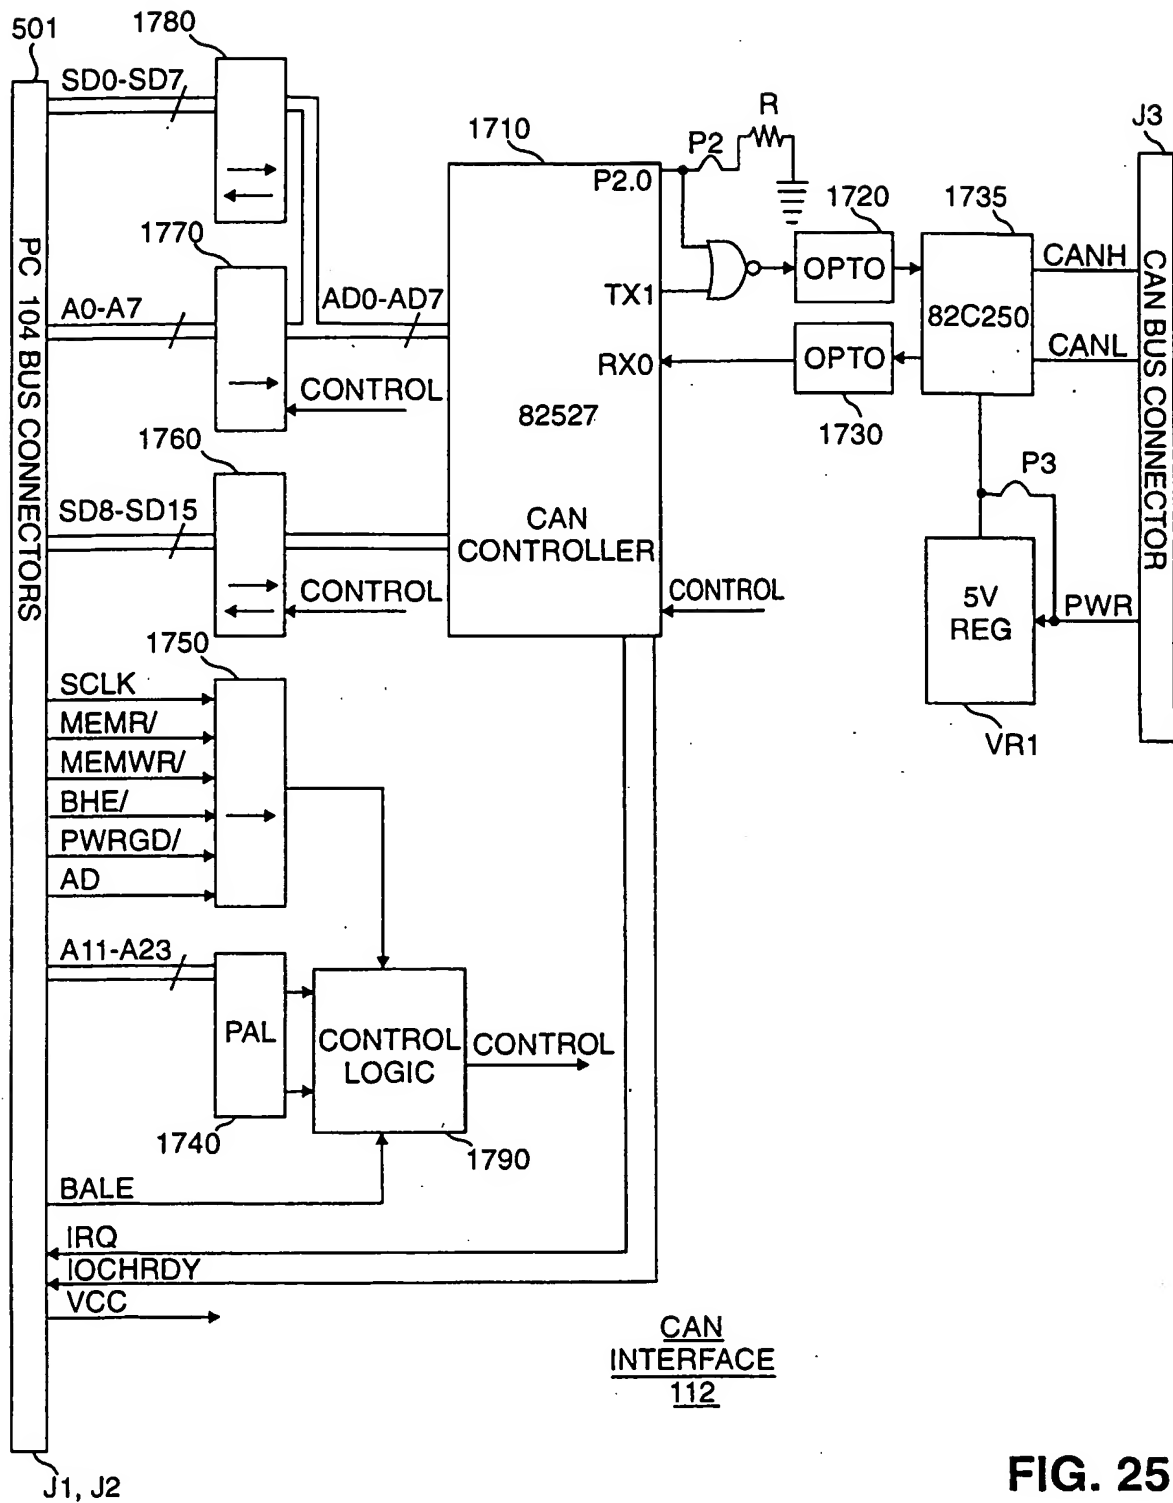 501
1780
SD0-SD7
1770
A0-A7
AD0-AD7
CONTROL
1760
SD8-SD15
CONTROL
1750
SCLK
MEMR/
MEMWR/
BHE/
PWRGD/
AD
A11-A23
PAL
1740
CONTROL
LOGIC
1790
CONTROL
BALE
IRQ
IOCHRDY
VCC
PC 104 BUS CONNECTORS
J1, J2
1710
P2.0
TX1
RX0
82527
CAN
CONTROLLER
CONTROL
P2
R
1720
OPTO
OPTO
1730
1735
82C250
CANH
CANL
J3
CAN BUS CONNECTOR
P3
5V
REG
PWR
VR1
CAN
INTERFACE
112
FIG. 25